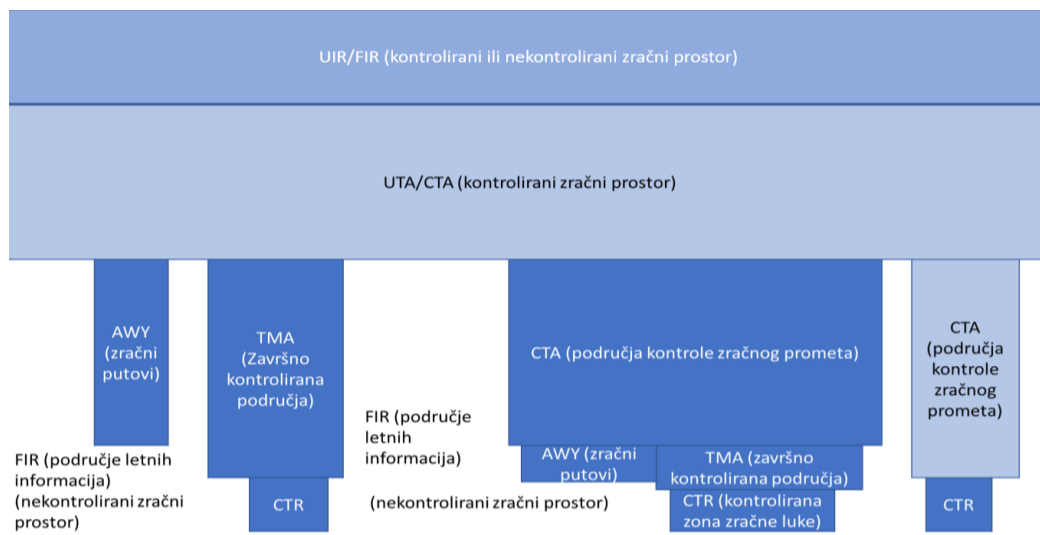 UIR/FIR (kontrolirani ili nekontrolirani zračni prostor)
UTA/CTA (kontrolirani zračni prostor)
AWY
(zračni
putovi)
TMA
(Završno
kontrolirana
područja)
CTR
FIR (područje letnih
informacija)
(nekontrolirani zračni
prostor)
FIR (područje
letnih
informacija)
(nekontrolirani zračni prostor)
CTA (područja kontrole zračnog prometa)
AWY (zračni
putovi)
TMA (završno
kontrolirana područja)
CTR (kontrolirana
zona zračne luke)
CTA
(područja
kontrole
zračnog
prometa)
CTR